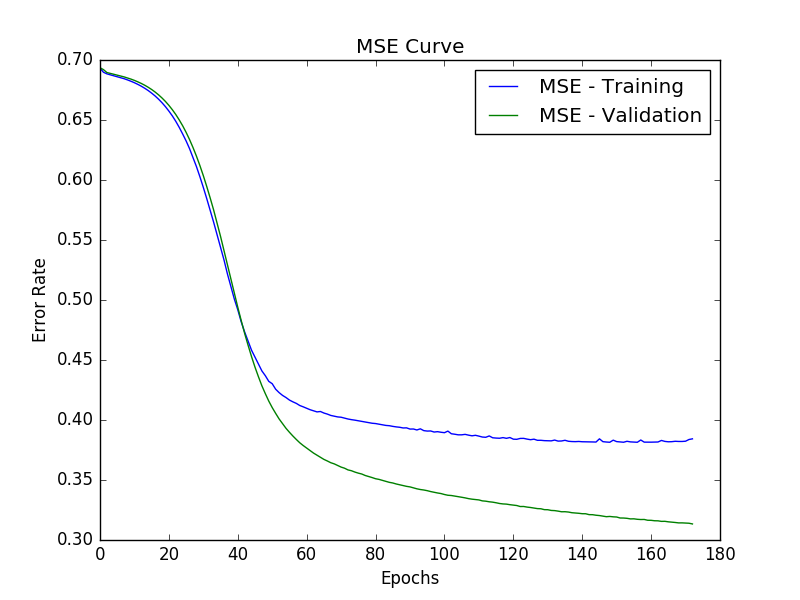 MSE Curve
MSE - Training
MSE - Validation
0.70
0.65
0.60
0.55
0.50
0.45
0.40
0.35
0.30
Error Rate
0 20 40 60 80 100 120 140 160 180
Epochs